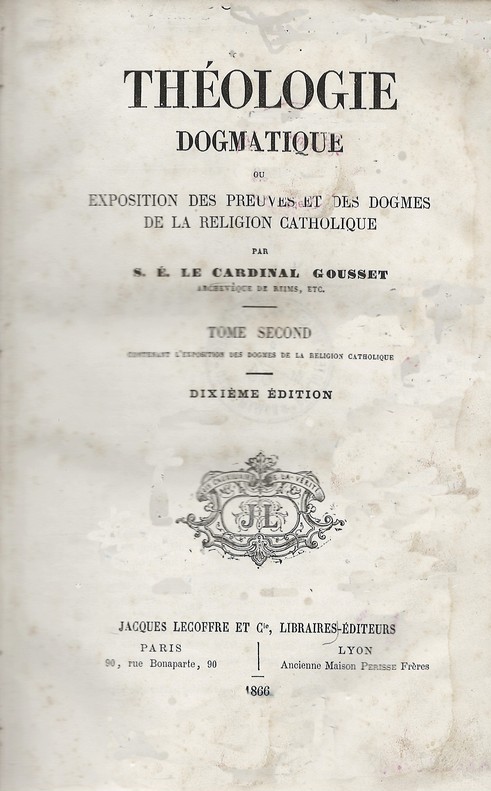 THÉOLOGIE
DOGMATIQUE
OU
EXPOSITION DES PREUVES ET DES DOGMES
DE LA RELIGION CATHOLIQUE
PAR
S. É. LE CARDINAL GOUSSET
ARCHEVÊQUE DE REIMS, ETC.
TOME SECOND
CONTENANT L'EXPOSITION DES DOGMES DE LA RELIGION CATHOLIQUE
DIXIÈME ÉDITION
LA VÉRITÉ
JL
JACQUES LECOFFRE ET Cie, LIBRAIRES-ÉDITEURS
PARIS
90, rue Bonaparte, 90
LYON
Ancienne Maison PERISSE Frères
1866